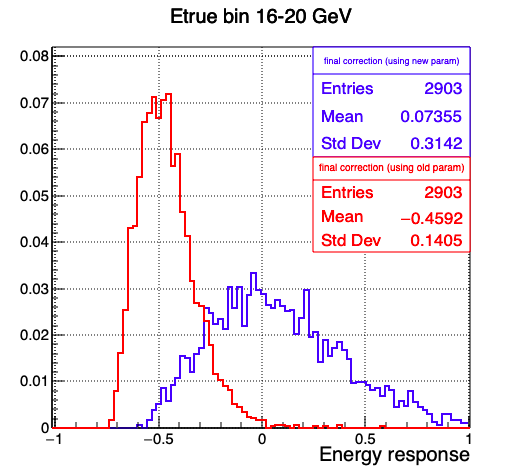 Etrue bin 16-20 GeV
0.08
0.07
0.06
0.05
0.04
0.03
0.02
0.01
0
final correction (using new param)
Entries 2903
Mean 0.07355
Std Dev 0.3142
final correction (using old param)
Entries 2903
Mean −0.4592
Std Dev 0.1405
−1 −0.5 0 0.5 1
Energy response